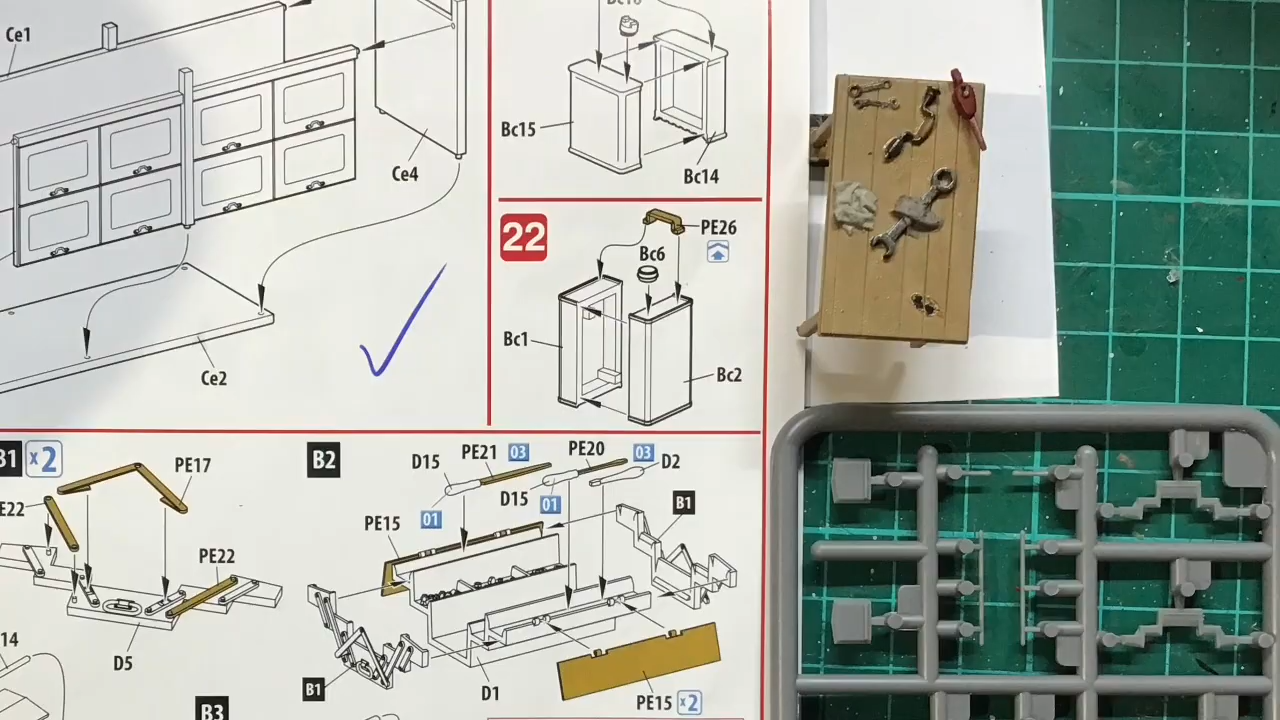 Ce1
Ce4
Ce2
Bc15
Bc14
22
PE26
Bc6
Bc1
Bc2
B1 x2
PE17
PE22
D5
14
B3
B2
D15
PE21 03
PE20
03
D2
D15
01
01
PE15
B1
B1
D1
PE15 x2